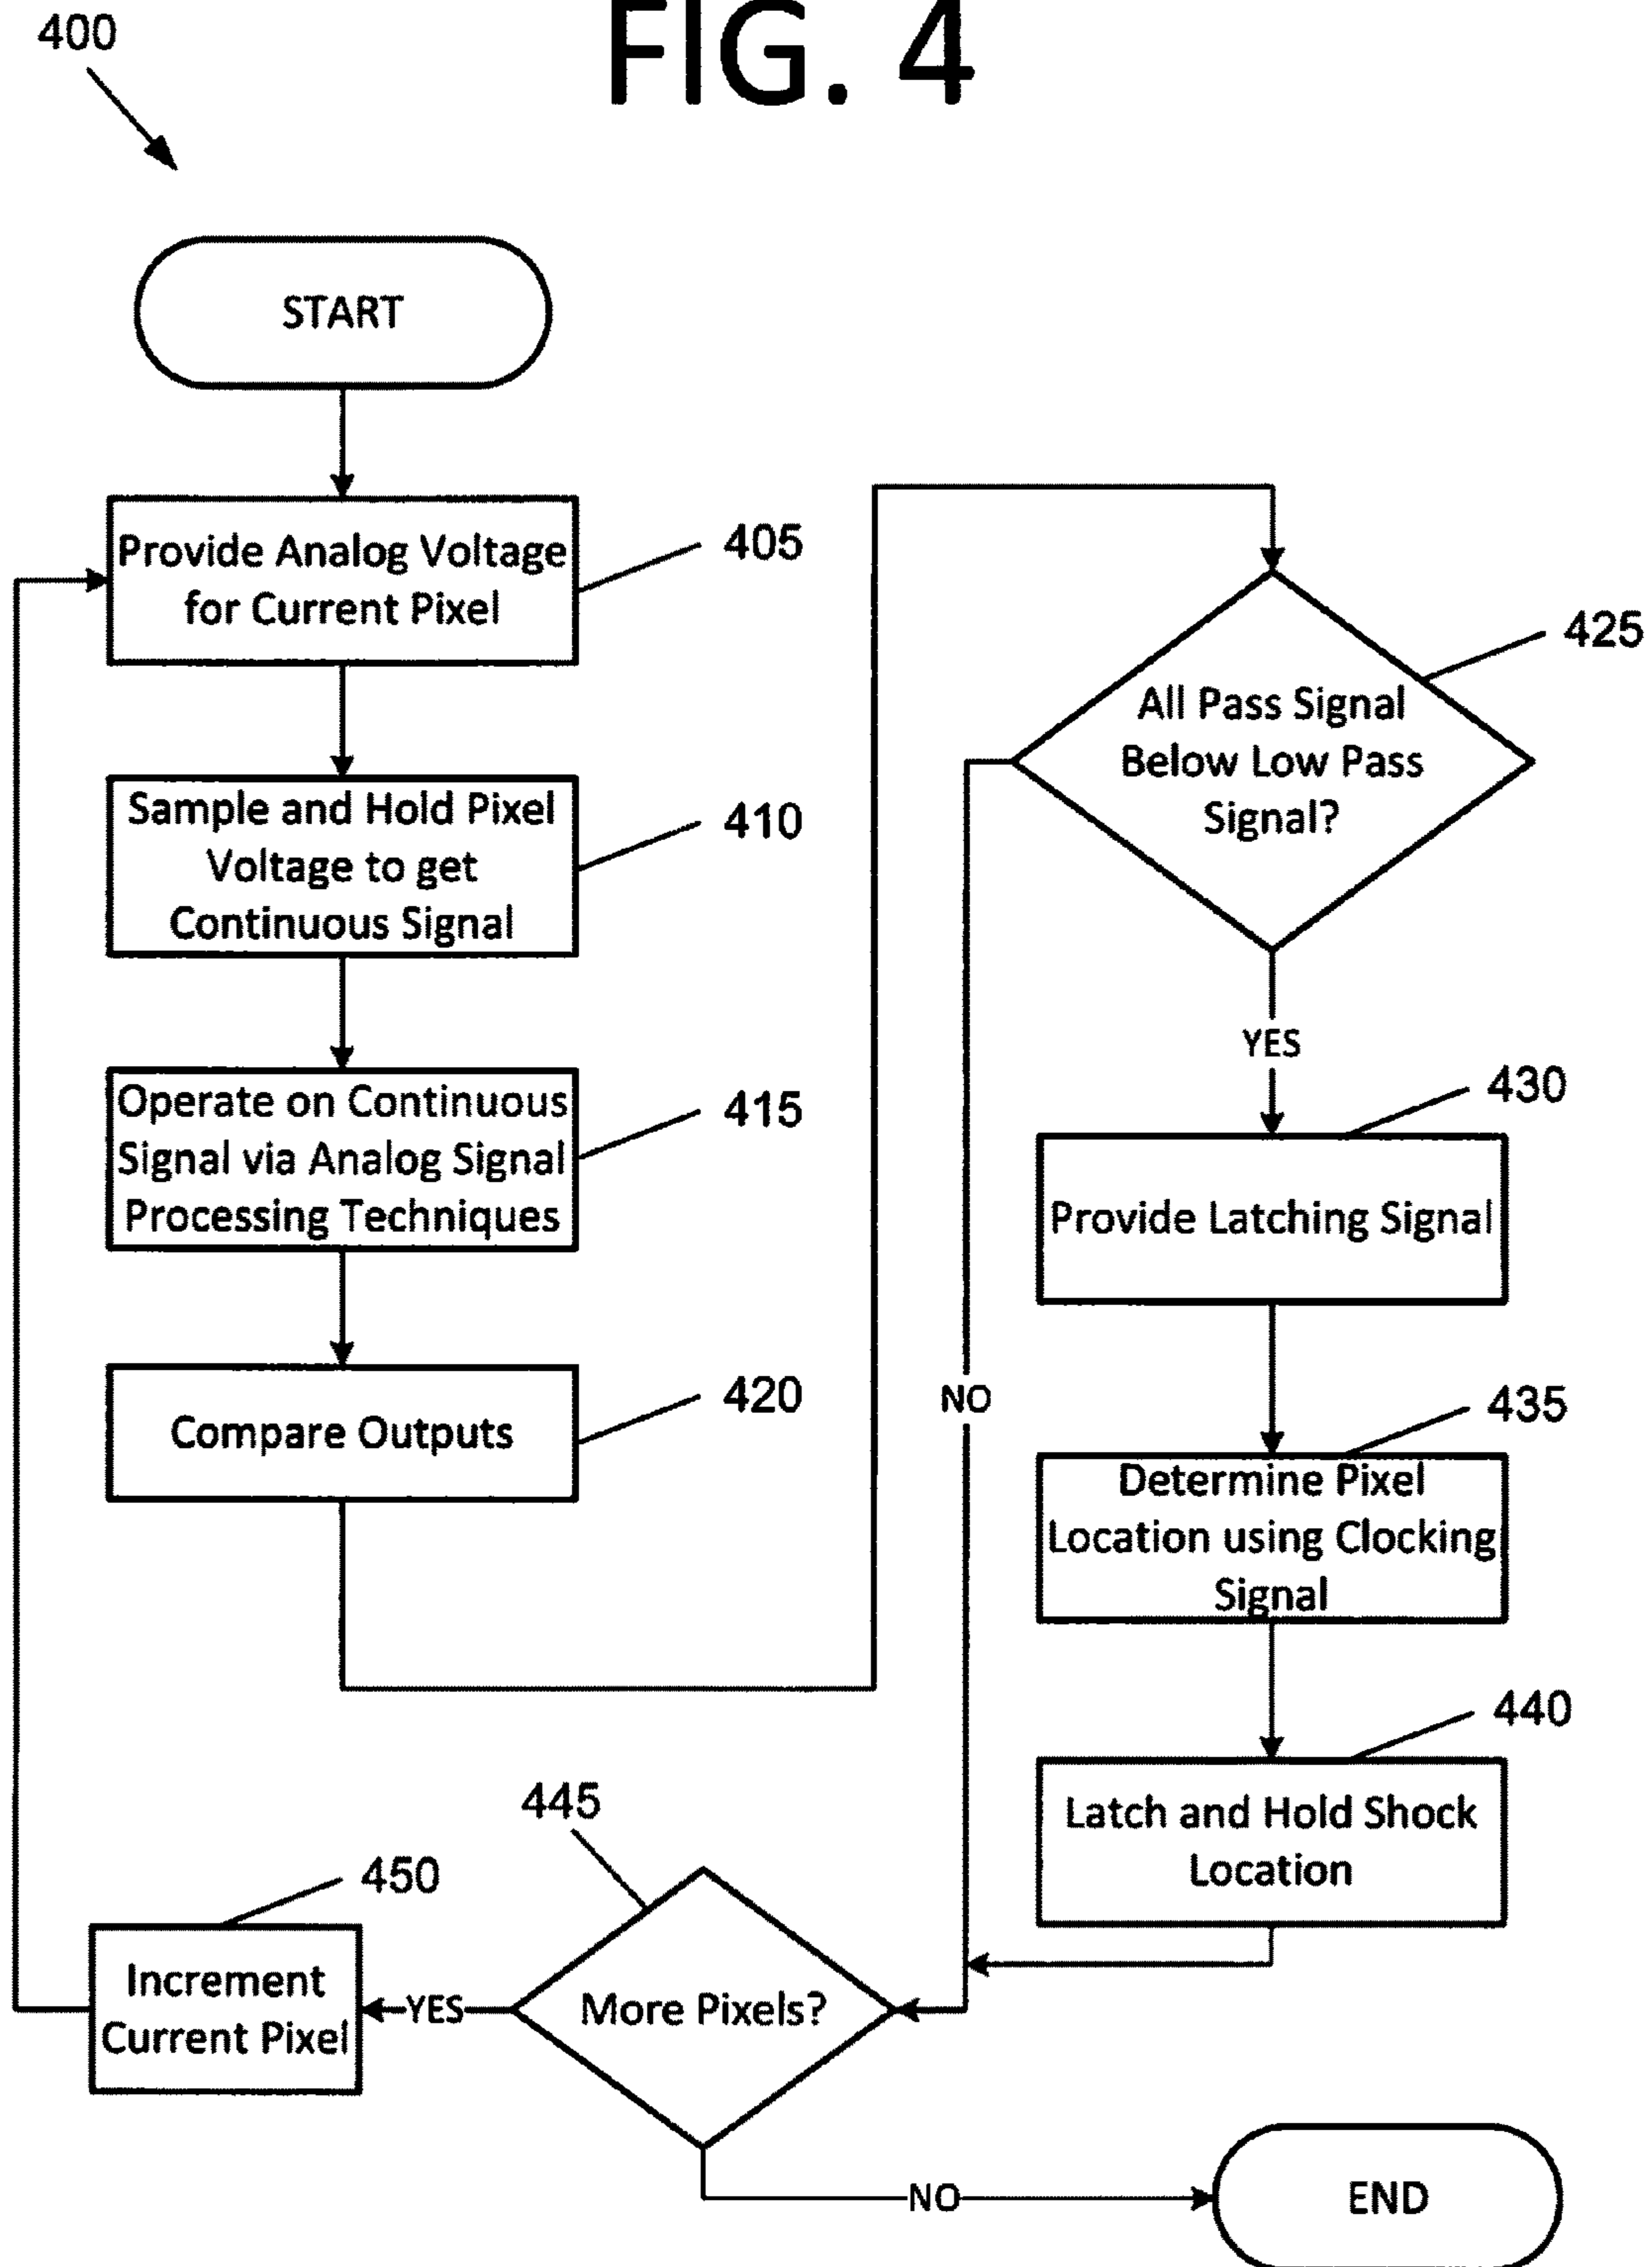 FIG. 4
400
START
Provide Analog Voltage
for Current Pixel
405
Sample and Hold Pixel
Voltage to get
Continuous Signal
410
Operate on Continuous
Signal via Analog Signal
Processing Techniques
415
Compare Outputs
420
All Pass Signal
Below Low Pass
Signal?
425
YES
NO
Provide Latching Signal
430
Determine Pixel
Location using Clocking
Signal
435
Latch and Hold Shock
Location
440
More Pixels?
445
YES
Increment
Current Pixel
450
NO
END